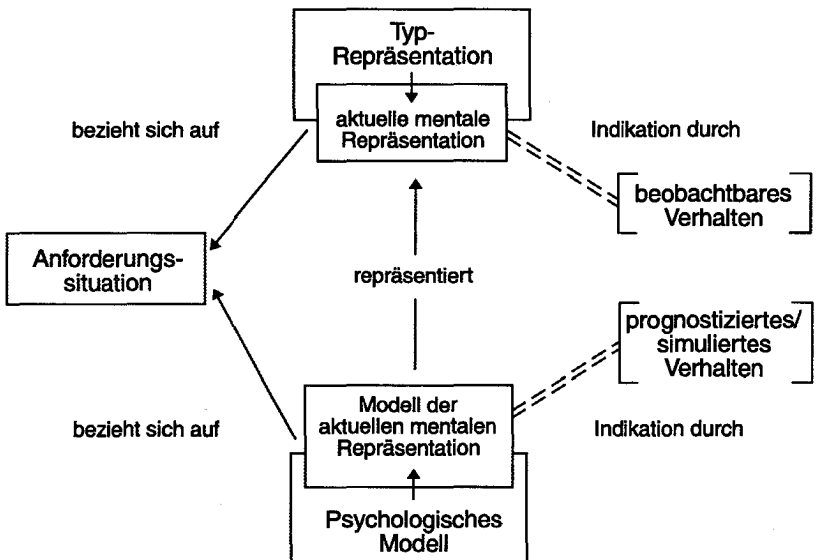 Typ-
Repräsentation
aktuelle mentale
Repräsentation
bezieht sich auf
Indikation durch
beobachtbares
Verhalten
Anforderungs-
situation
repräsentiert
prognostiziertes/
simuliertes
Verhalten
Modell der
aktuellen mentalen
Repräsentation
bezieht sich auf
Indikation durch
Psychologisches
Modell